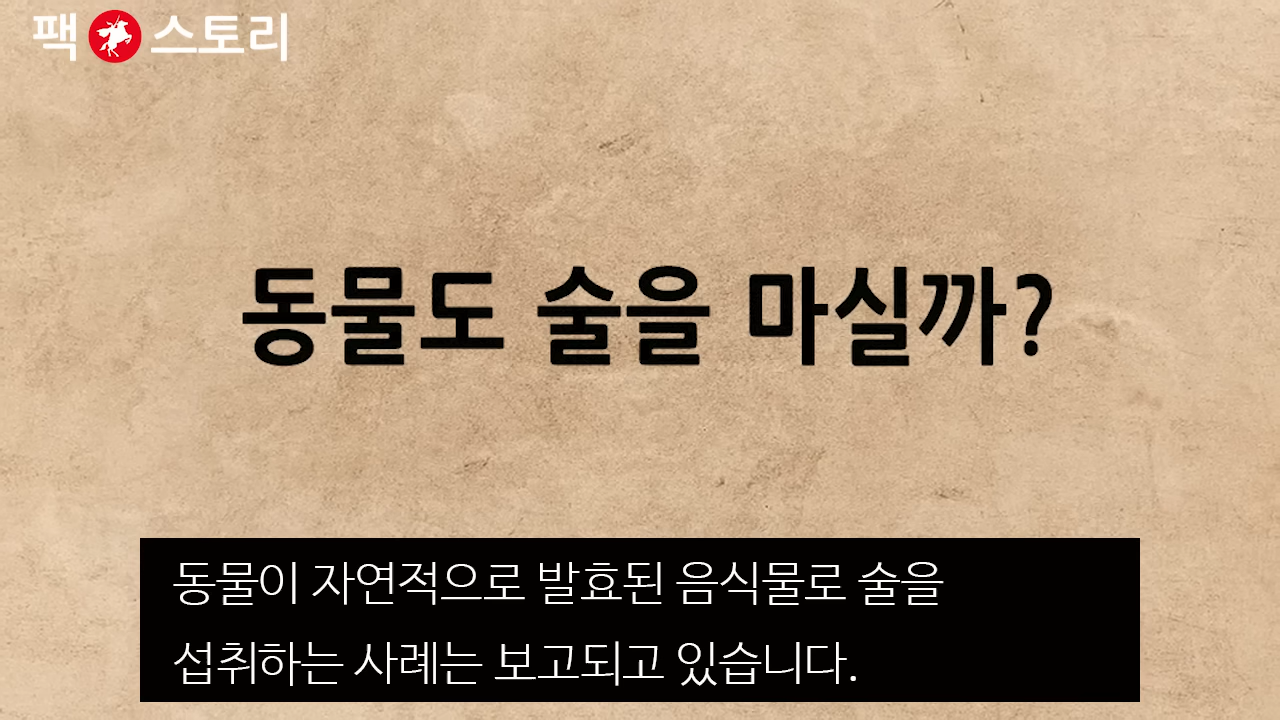 팩 스토리
동물도 술을 마실까?
동물이 자연적으로 발효된 음식물로 술을
섭취하는 사례는 보고되고 있습니다.